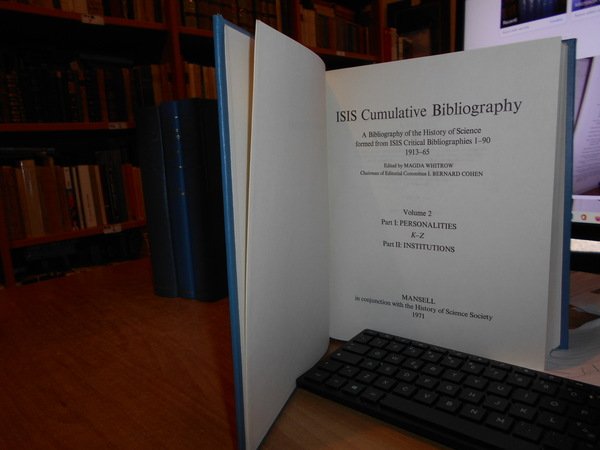 ISIS Cumulative Bibliography
A Bibliography of the History of Science
formed from ISIS Critical Bibliographies 1–90
1913–65
Edited by MAGDA WHITROW
Chairman of Editorial Committee I. BERNARD COHEN
Volume 2
Part I: PERSONALITIES
K–Z
Part II: INSTITUTIONS
MANSELL
in conjunction with the History of Science Society
1971